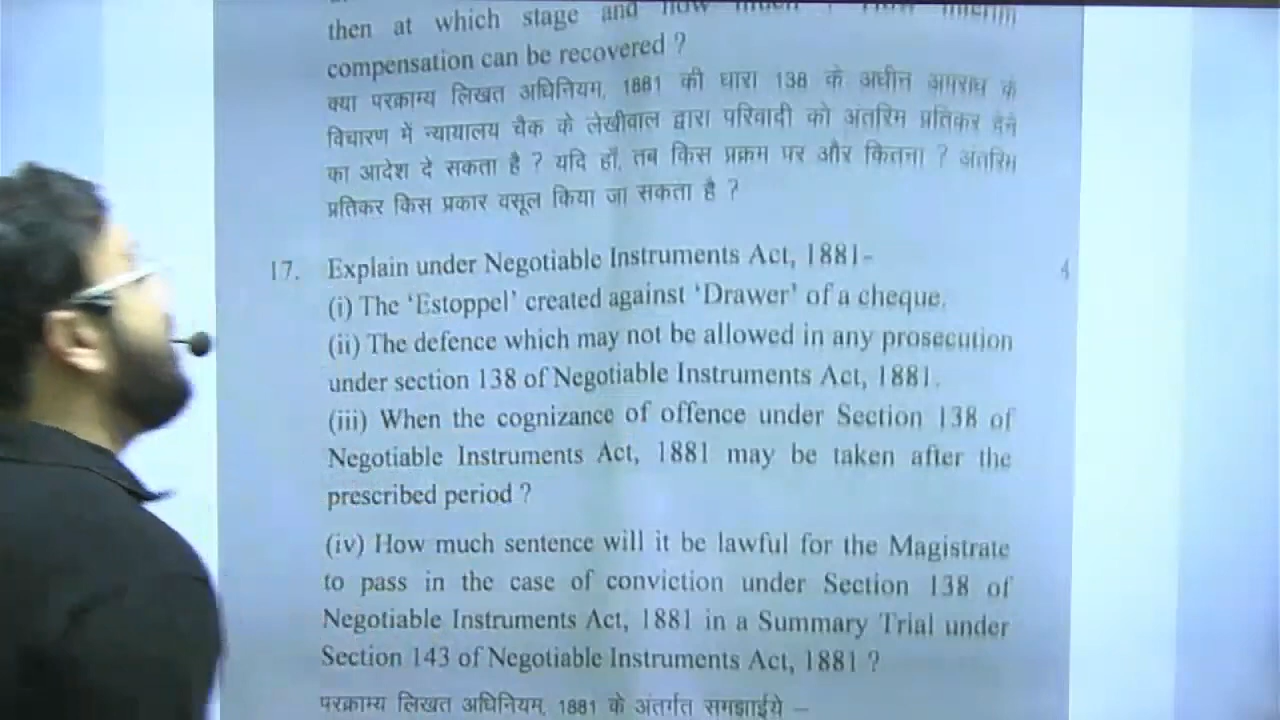 then at which stage and how much ? How interim
compensation can be recovered ?
क्या परक्राम्य लिखत अधिनियम, 1881 की धारा 138 के अधीन अपराध के
विचारण में न्यायालय चैक के लेखीवाल द्वारा परिवादी को अंतरिम प्रतिकर देने
का आदेश दे सकता है ? यदि हाँ, तब किस प्रक्रम पर और कितना ? अंतरिम
प्रतिकर किस प्रकार वसूल किया जा सकता है ?
17. Explain under Negotiable Instruments Act, 1881- 4
(i) The ‘Estoppel’ created against ‘Drawer’ of a cheque.
(ii) The defence which may not be allowed in any prosecution
under section 138 of Negotiable Instruments Act, 1881.
(iii) When the cognizance of offence under Section 138 of
Negotiable Instruments Act, 1881 may be taken after the
prescribed period ?
(iv) How much sentence will it be lawful for the Magistrate
to pass in the case of conviction under Section 138 of
Negotiable Instruments Act, 1881 in a Summary Trial under
Section 143 of Negotiable Instruments Act, 1881 ?
परक्राम्य लिखत अधिनियम, 1881 के अंतर्गत समझाईये –